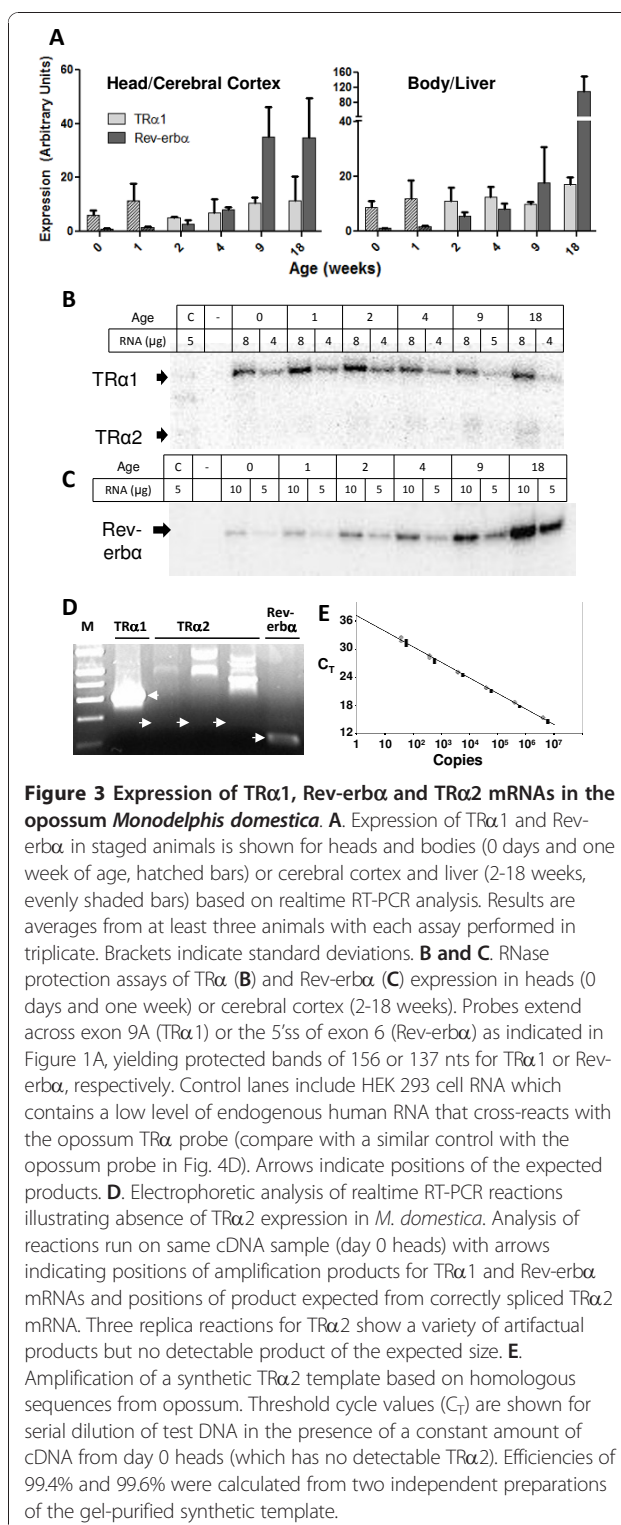 A
Expression (Arbitrary Units)
Head/Cerebral Cortex
Body/Liver
60
40
20
0
TRα1
Rev-erbα
160
120
80
20
10
0
0 1 2 4 9 18
0 1 2 4 9 18
Age (weeks)
B
Age C - 0 1 2 4 9 18
RNA (µg) 5 8 4 8 4 8 4 8 4 8 5 8 4
TRα1
TRα2
C
Age C - 0 1 2 4 9 18
RNA (µg) 5 10 5 10 5 10 5 10 5 10 5 10 5
Rev-
erbα
D
M TRα1 TRα2 Rev-
erbα
E
36
30
24
18
12
C_T
1 10 10² 10³ 10⁴ 10⁵ 10⁶ 10⁷
Copies
Figure 3 Expression of TRα1, Rev-erbα and TRα2 mRNAs in the
opossum Monodelphis domestica. A. Expression of TRα1 and Rev-
erbα in staged animals is shown for heads and bodies (0 days and one
week of age, hatched bars) or cerebral cortex and liver (2-18 weeks,
evenly shaded bars) based on realtime RT-PCR analysis. Results are
averages from at least three animals with each assay performed in
triplicate. Brackets indicate standard deviations. B and C. RNase
protection assays of TRα (B) and Rev-erbα (C) expression in heads (0
days and one week) or cerebral cortex (2-18 weeks). Probes extend
across exon 9A (TRα1) or the 5'ss of exon 6 (Rev-erbα) as indicated in
Figure 1A, yielding protected bands of 156 or 137 nts for TRα1 or Rev-
erbα, respectively. Control lanes include HEK 293 cell RNA which
contains a low level of endogenous human RNA that cross-reacts with
the opossum TRα probe (compare with a similar control with the
opossum probe in Fig. 4D). Arrows indicate positions of the expected
products. D. Electrophoretic analysis of realtime RT-PCR reactions
illustrating absence of TRα2 expression in M. domestica. Analysis of
reactions run on same cDNA sample (day 0 heads) with arrows
indicating positions of amplification products for TRα1 and Rev-erbα
mRNAs and positions of product expected from correctly spliced TRα2
mRNA. Three replica reactions for TRα2 show a variety of artifactual
products but no detectable product of the expected size. E.
Amplification of a synthetic TRα2 template based on homologous
sequences from opossum. Threshold cycle values (C_T) are shown for
serial dilution of test DNA in the presence of a constant amount of
cDNA from day 0 heads (which has no detectable TRα2). Efficiencies of
99.4% and 99.6% were calculated from two independent preparations
of the gel-purified synthetic template.